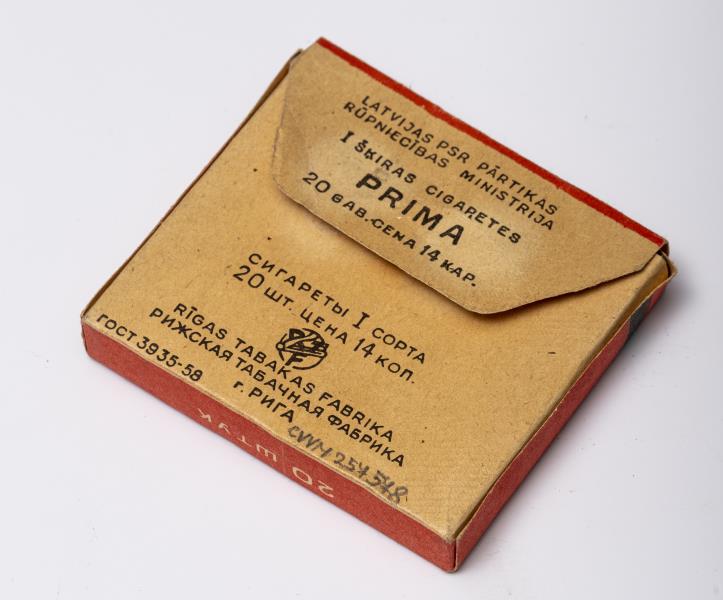 LATVIJAS PSR PĀRTIKAS
RŪPNIECĪBAS MINISTRIJA
I ŠĶIRAS CIGARETES
PRIMA
20 GAB. CENA 14 KAP.
СИГАРЕТЫ I СОРТА
20 ШТ. ЦЕНА 14 КОП.
RĪGAS TABAKAS FABRIKA
РИЖСКАЯ ТАБАЧНАЯ ФАБРИКА
ГОСТ 3935-58 г. РИГА
20 ШТУК